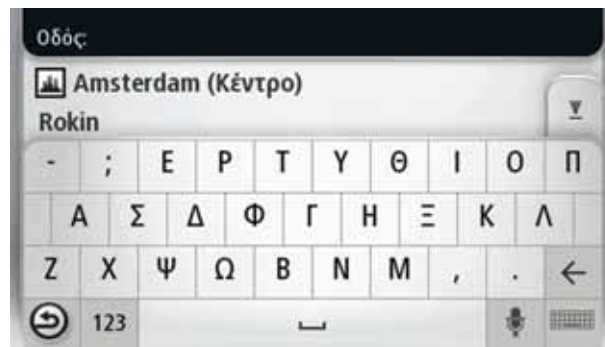 Οδός:
Amsterdam (Κέντρο)
Rokin
- ; Ε Ρ Τ Υ Θ Ι Ο Π
Α Σ Δ Φ Γ Η Ξ Κ Λ
Ζ Χ Ψ Ω Β Ν Μ , .
123